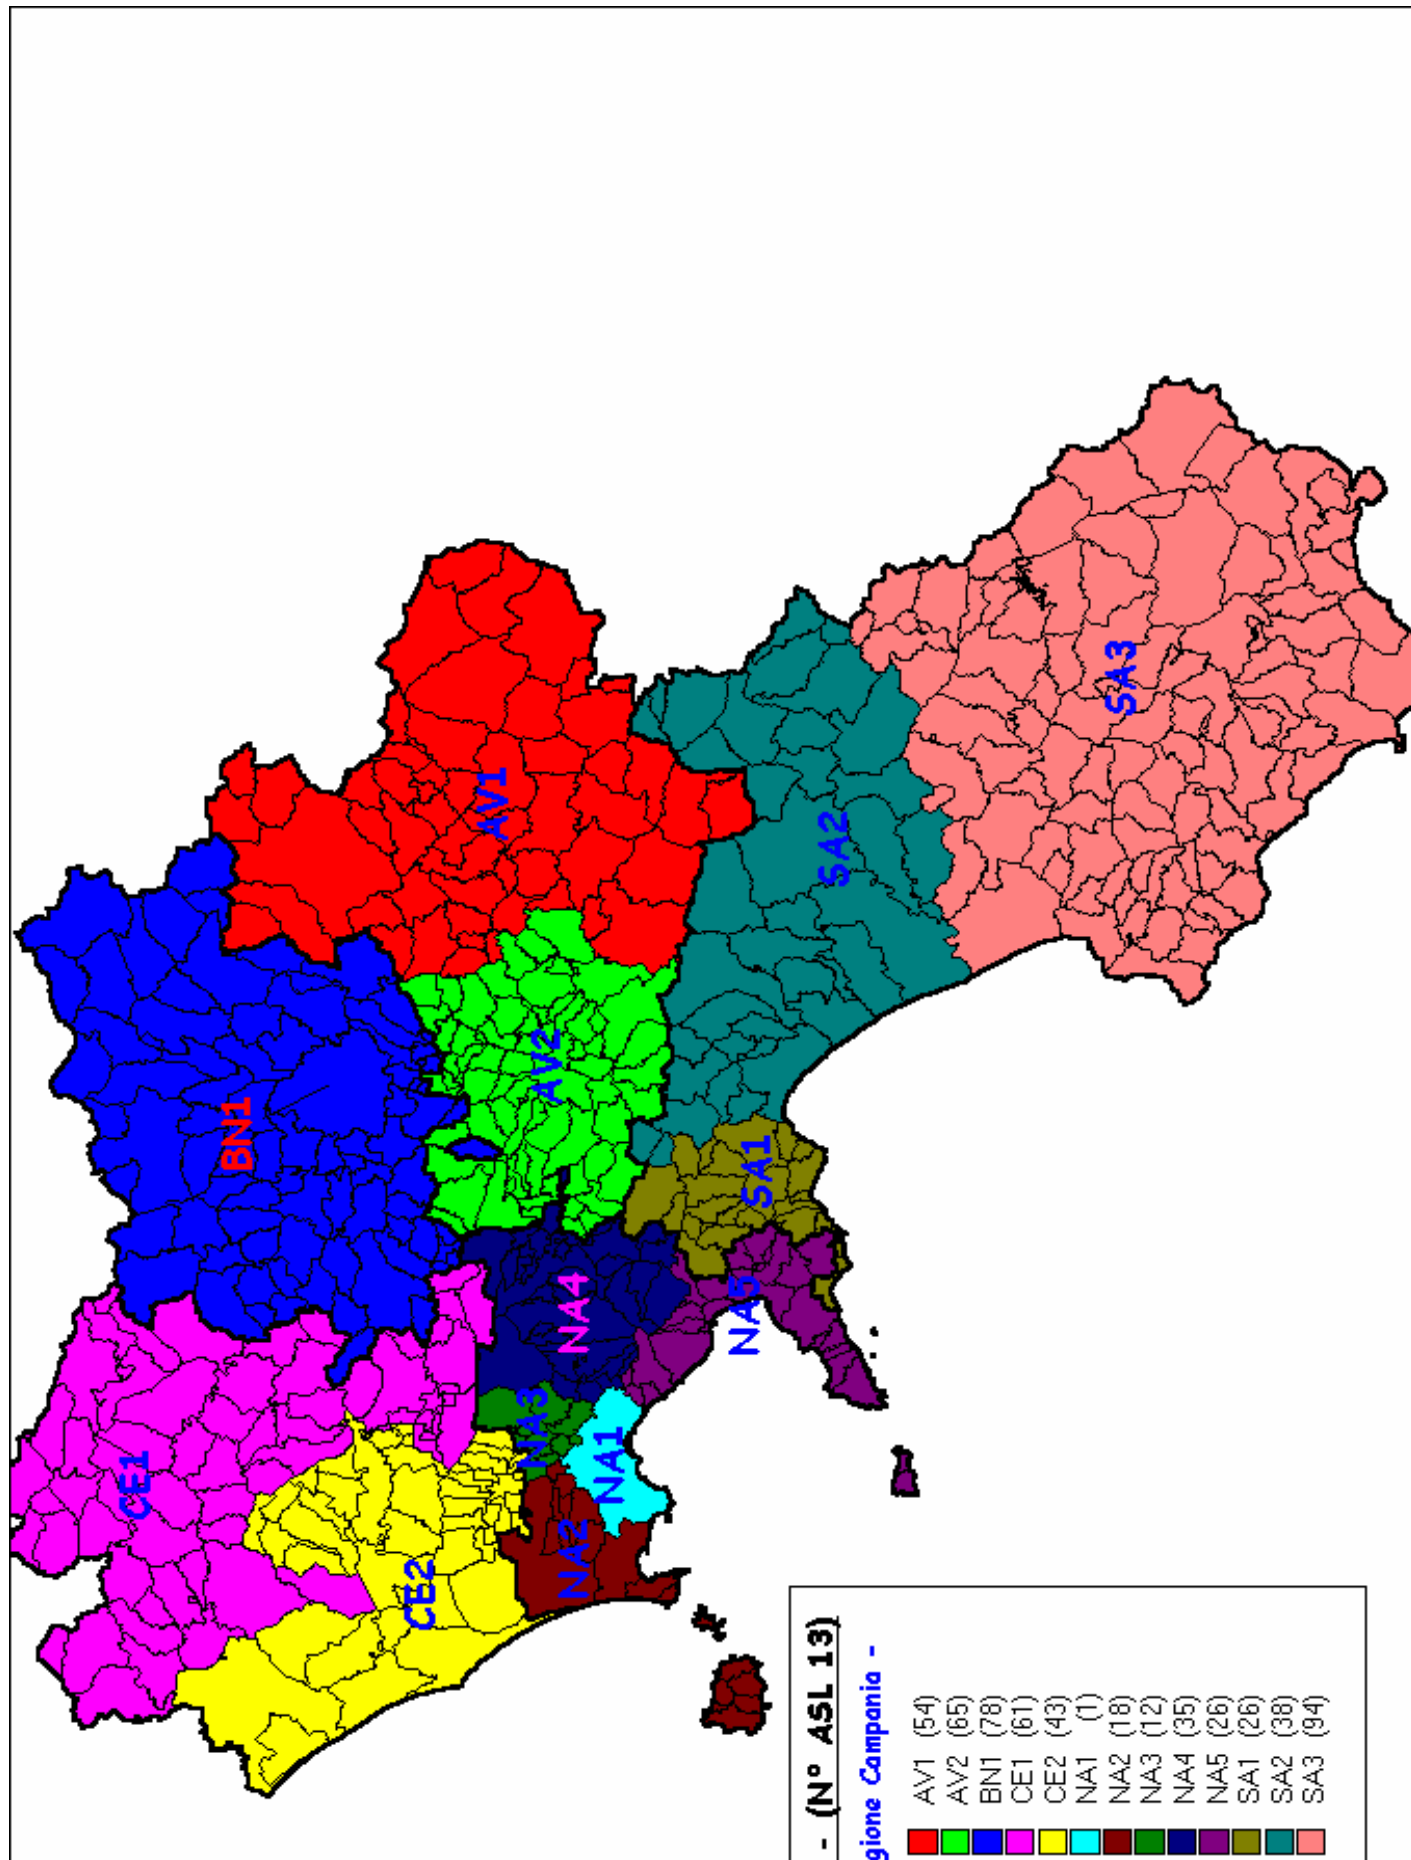 CE1
BN1
AV1
CE2
AV2
NA3
NA4
NA2
NA1
NA5
SA1
SA2
SA3
- (N° ASL 13)
gione Campania -
AV1 (54)
AV2 (65)
BN1 (78)
CE1 (61)
CE2 (43)
NA1 (1)
NA2 (18)
NA3 (12)
NA4 (35)
NA5 (26)
SA1 (26)
SA2 (38)
SA3 (94)